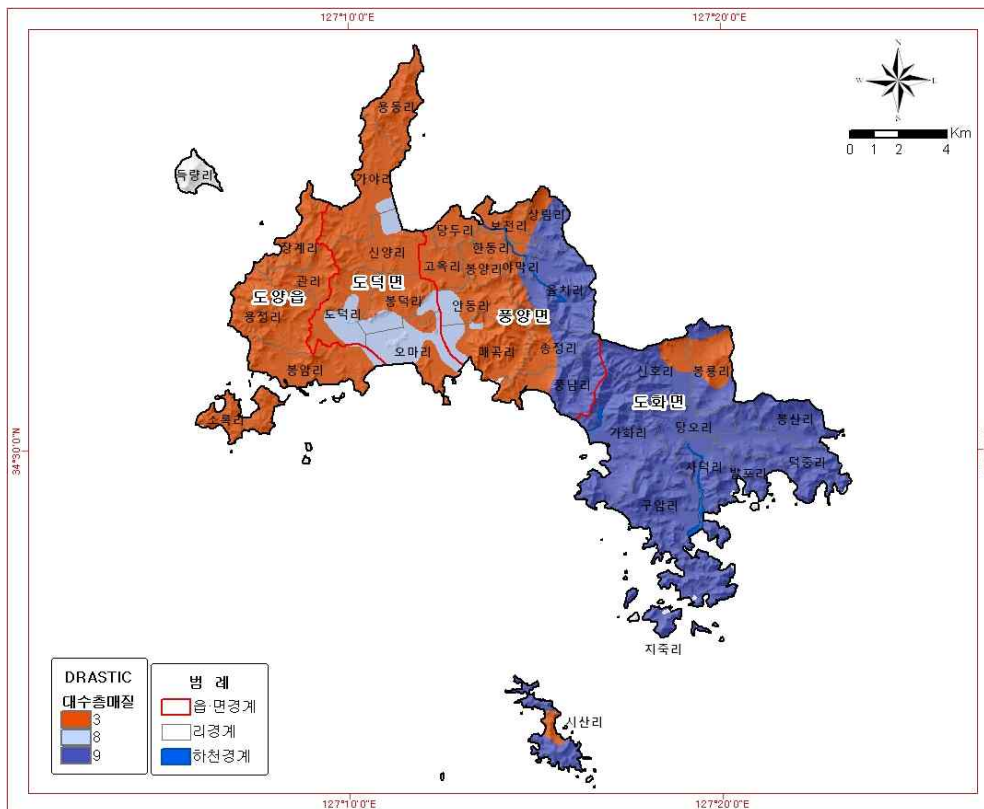 127°10'0"E
127°20'0"E
N
W E
S
Km
0 1 2 4
용동리
가야리
득량리
상림리
보전리
당두리
한동리
장계리
신양리
고옥리
봉양리
야막리
관리
도덕면
율치리
도양읍
봉덕리
안동리
풍양면
용정리
도덕리
오마리
매곡리
송정리
봉암리
풍남리
신호리
봉룡리
도화면
소록리
가화리
당오리
봉산리
34°30'0"N
사덕리
발포리
덕중리
구암리
지죽리
시산리
DRASTIC
대수층매질
3
8
9
범 례
읍·면경계
리경계
하천경계
127°10'0"E
127°20'0"E